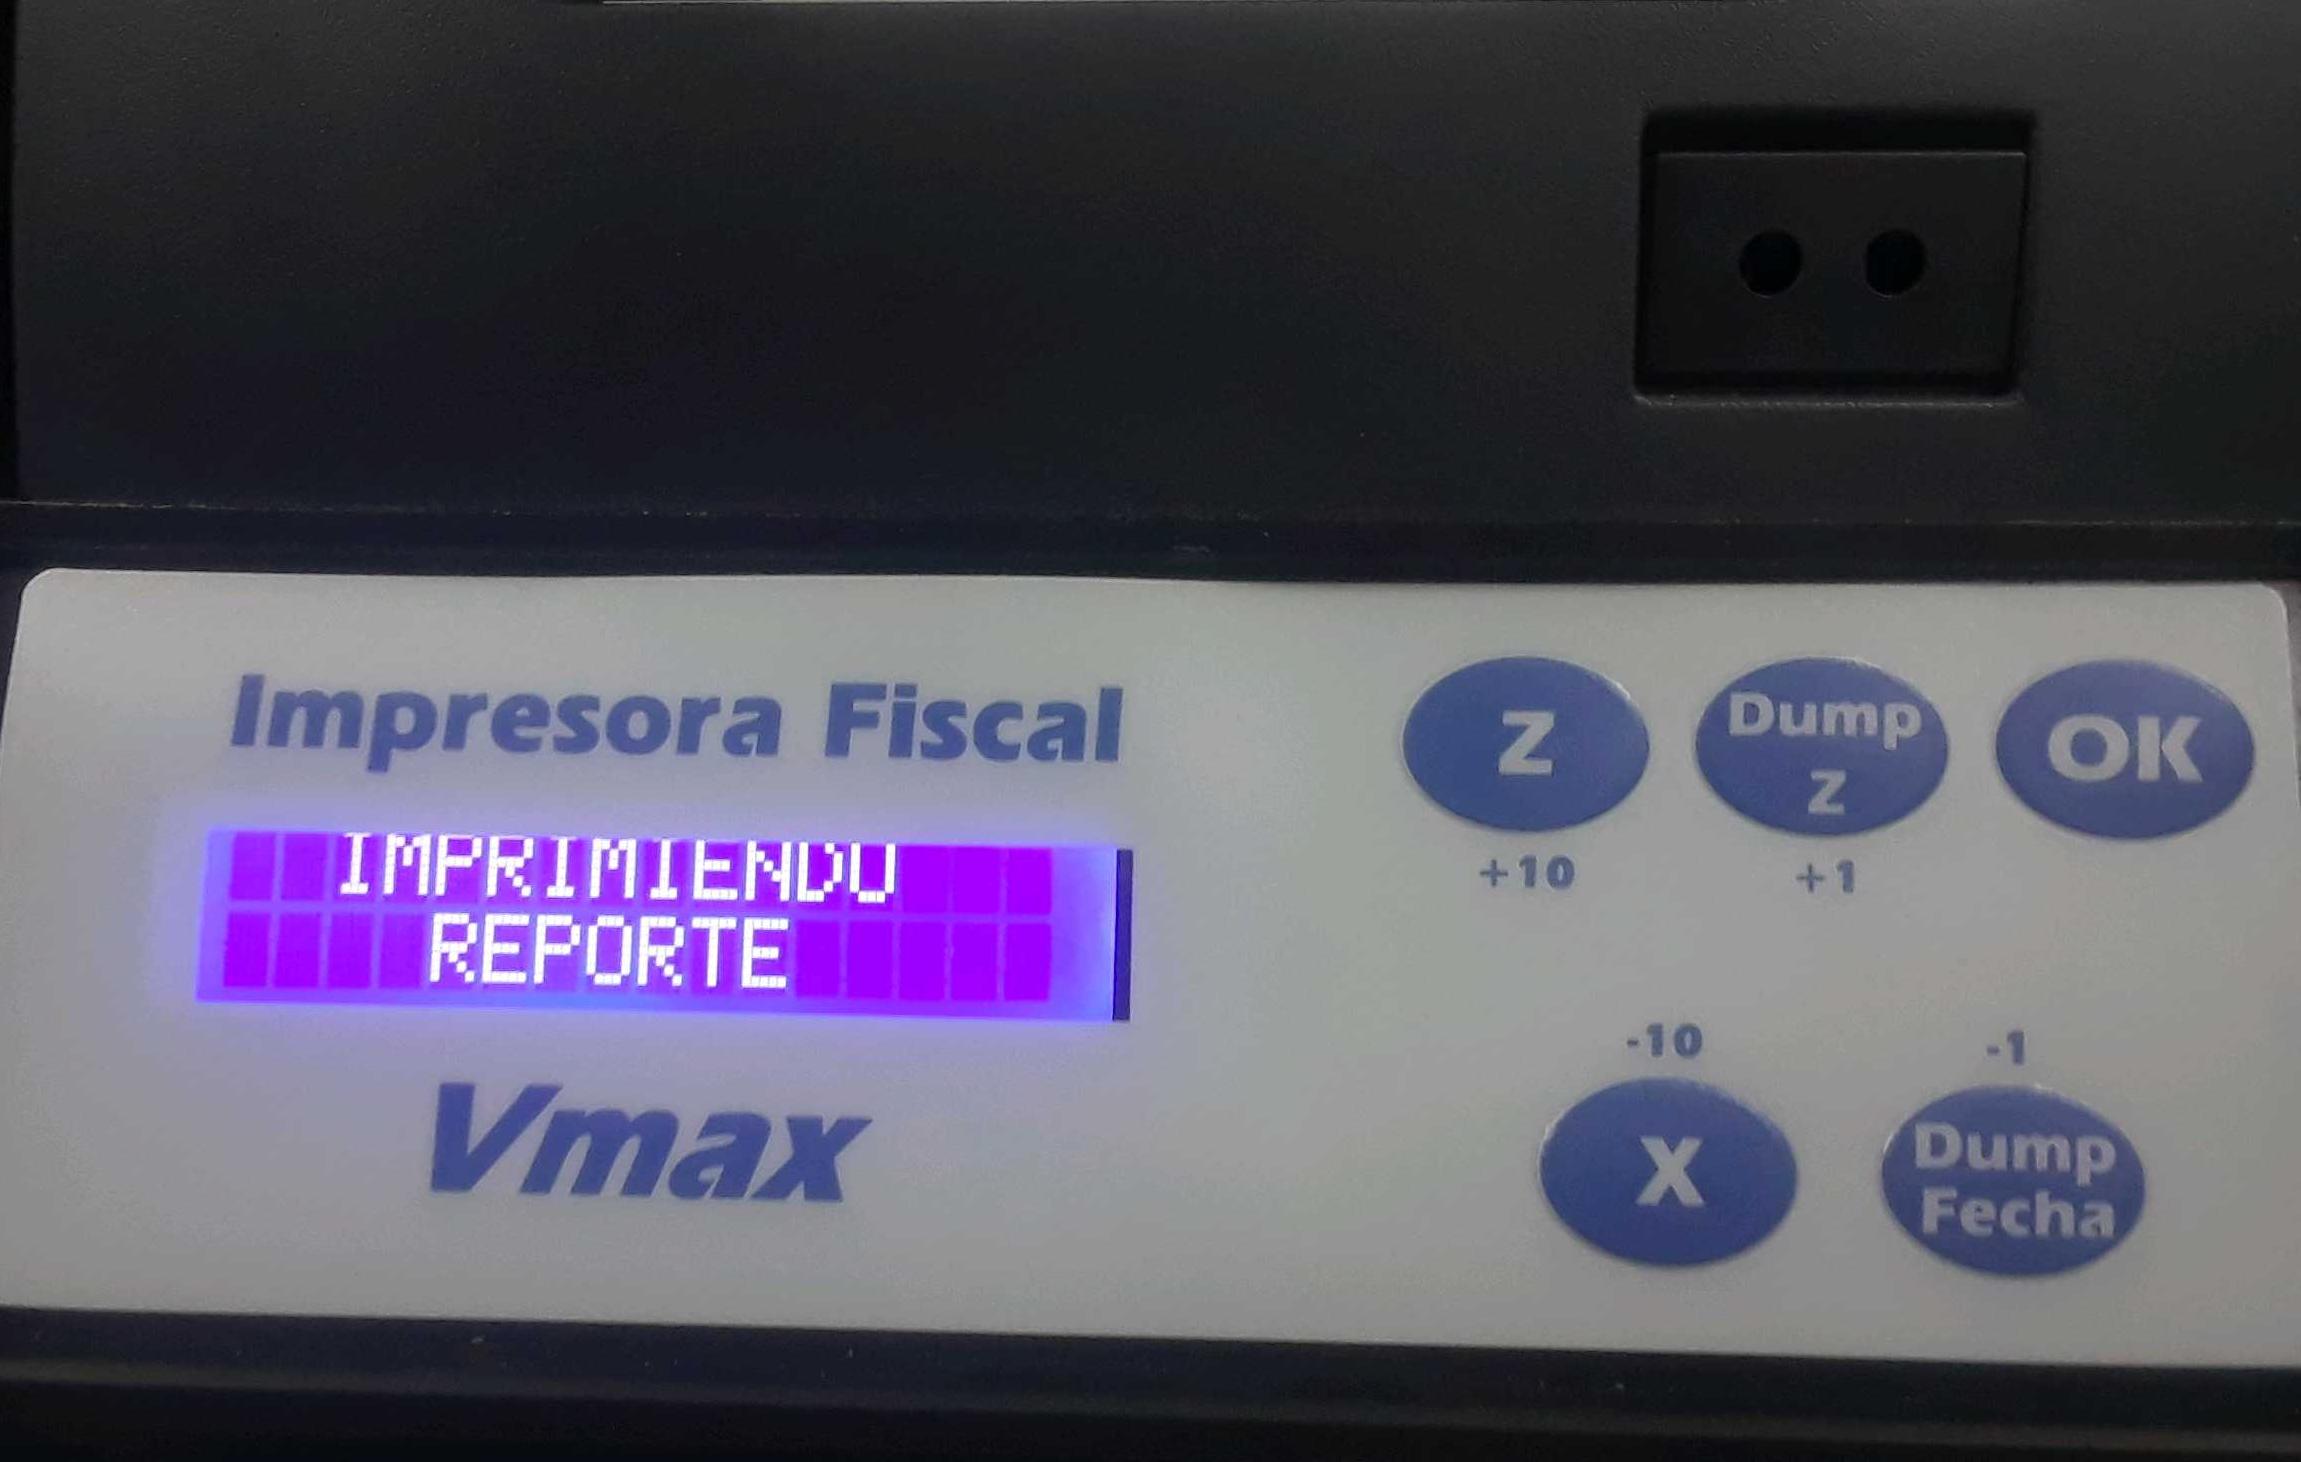 Impresora Fiscal
IMPRIMIENDO
REPORTE
Vmax
Z
Dump
Z
OK
+10
+1
-10
-1
X
Dump
Fecha